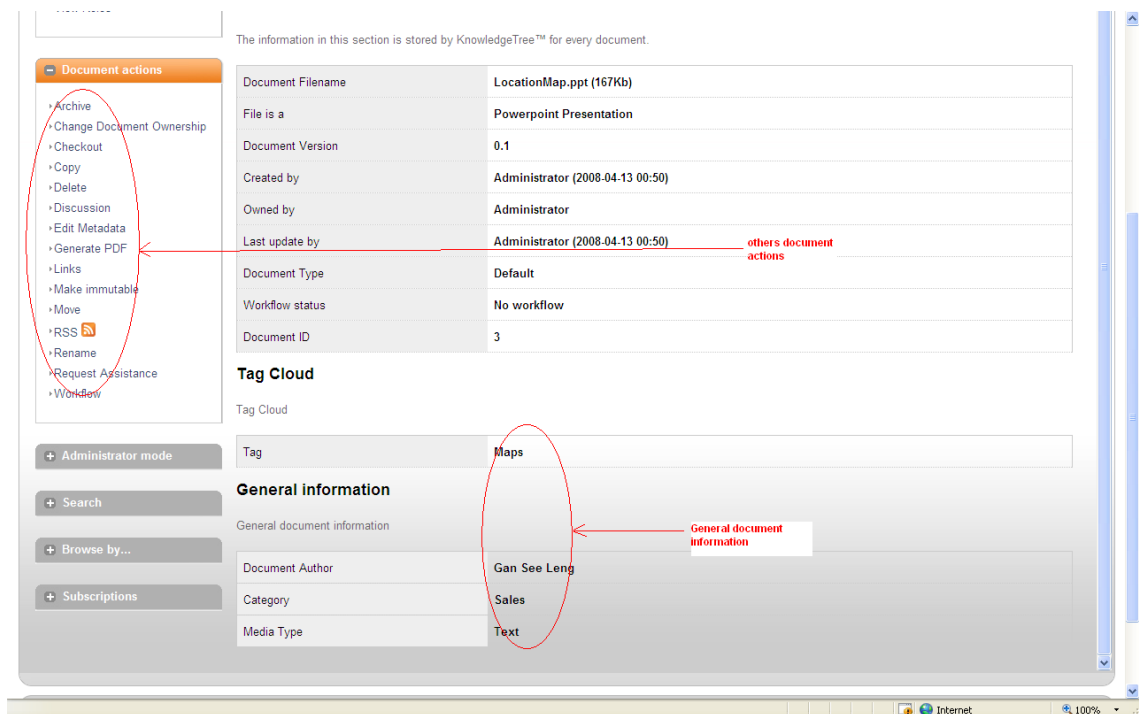 The information in this section is stored by KnowledgeTree™ for every document.
Document actions
Archive
Change Document Ownership
Checkout
Copy
Delete
Discussion
Edit Metadata
Generate PDF
Links
Make immutable
Move
RSS
Rename
Request Assistance
Workflow
Administrator mode
Search
Browse by...
Subscriptions
Document Filename LocationMap.ppt (167Kb)
File is a Powerpoint Presentation
Document Version 0.1
Created by Administrator (2008-04-13 00:50)
Owned by Administrator
Last update by Administrator (2008-04-13 00:50)
others document
actions
Document Type Default
Workflow status No workflow
Document ID 3
Tag Cloud
Tag Cloud
Tag Maps
General information
General document information
General document
information
Document Author Gan See Leng
Category Sales
Media Type Text
Internet 100%